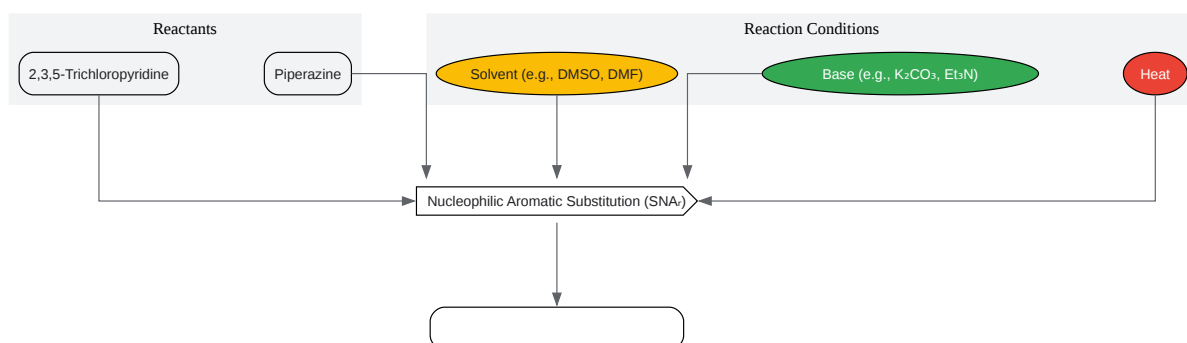 Reactants
Reaction Conditions
2,3,5-Trichloropyridine
Piperazine
Solvent (e.g., DMSO, DMF)
Base (e.g., K₂CO₃, Et₃N)
Heat
Nucleophilic Aromatic Substitution (SNAᵣ)